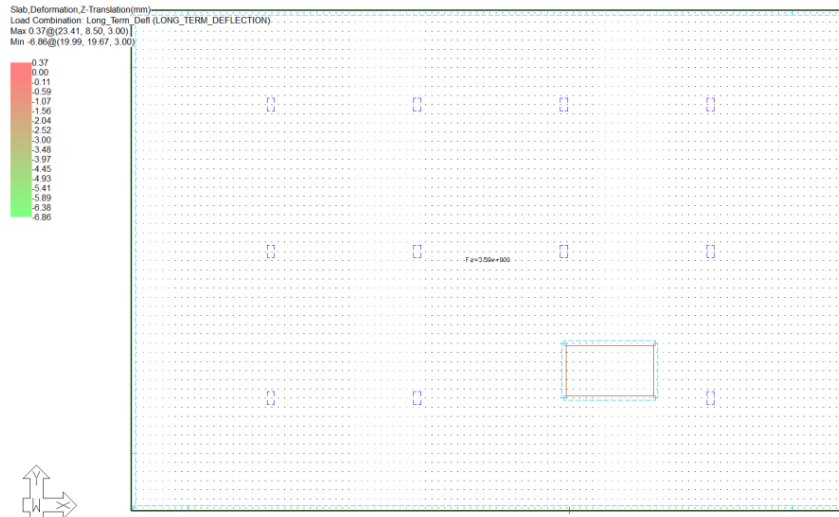 Slab,Deformation,Z-Translation(mm)
Load Combination: Long_Term_Defl (LONG_TERM_DEFLECTION)
Max 0.37@(23.41, 8.50, 3.00)
Min -6.86@(19.99, 19.67, 3.00)
0.37
0.00
-0.11
-0.59
-1.07
-1.56
-2.04
-2.52
-3.00
-3.48
-3.97
-4.45
-4.93
-5.41
-5.89
-6.38
-6.86
Fz=3.50e+000
Y
W X